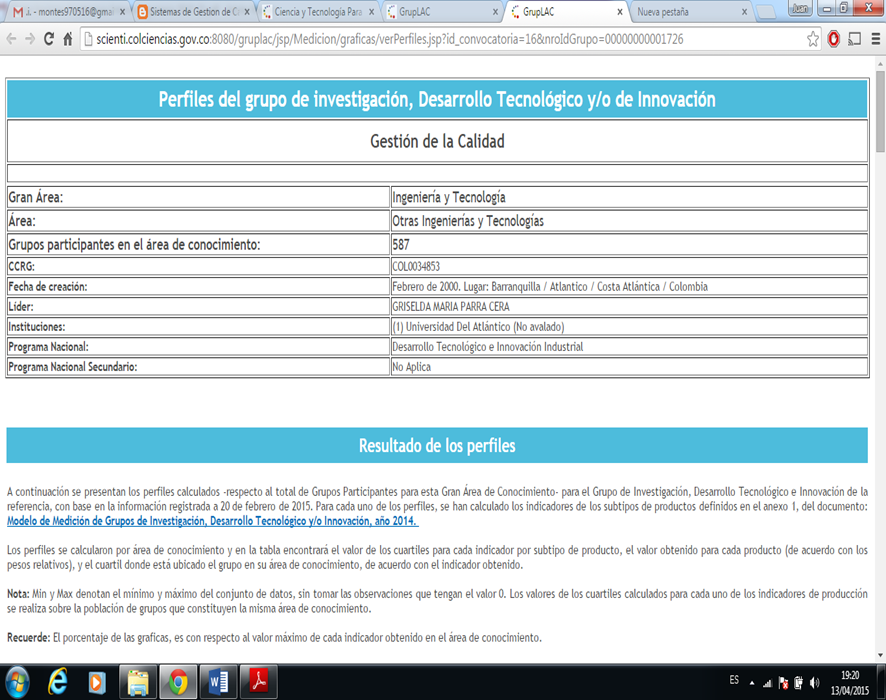 M ⟟. - montes970516@gma
Sistemas de Gestión de C
Ciencia y Tecnología Para
GrupLAC
GrupLAC
Nueva pestaña
Juan
scienti.colciencias.gov.co:8080/gruplac/jsp/Medicion/graficas/verPerfiles.jsp?id_convocatoria=16&nroIdGrupo=00000000001726
Perfiles del grupo de investigación, Desarrollo Tecnológico y/o de Innovación
Gestión de la Calidad
Gran Área: Ingeniería y Tecnología
Área: Otras Ingenierías y Tecnologías
Grupos participantes en el área de conocimiento: 587
CCRG: COL0034853
Fecha de creación: Febrero de 2000. Lugar: Barranquilla / Atlantico / Costa Atlántica / Colombia
Líder: GRISELDA MARIA PARRA CERA
Instituciones: (1) Universidad Del Atlántico (No avalado)
Programa Nacional: Desarrollo Tecnológico e Innovación Industrial
Programa Nacional Secundario: No Aplica
Resultado de los perfiles
A continuación se presentan los perfiles calculados -respecto al total de Grupos Participantes para esta Gran Área de Conocimiento- para el Grupo de Investigación, Desarrollo Tecnológico e Innovación de la
referencia, con base en la información registrada a 20 de febrero de 2015. Para cada uno de los perfiles, se han calculado los indicadores de los subtipos de productos definidos en el anexo 1, del documento:
Modelo de Medición de Grupos de Investigación, Desarrollo Tecnológico y/o Innovación, año 2014.
Los perfiles se calcularon por área de conocimiento y en la tabla encontrará el valor de los cuartiles para cada indicador por subtipo de producto, el valor obtenido para cada producto (de acuerdo con los
pesos relativos), y el cuartil donde está ubicado el grupo en su área de conocimiento, de acuerdo con el indicador obtenido.
Nota: Min y Max denotan el mínimo y máximo del conjunto de datos, sin tomar las observaciones que tengan el valor 0. Los valores de los cuartiles calculados para cada uno de los indicadores de producción
se realiza sobre la población de grupos que constituyen la misma área de conocimiento.
Recuerde: El porcentaje de las graficas, es con respecto al valor máximo de cada indicador obtenido en el área de conocimiento.
ES
19:20
13/04/2015